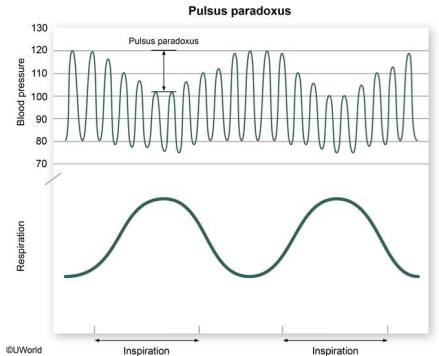 Pulsus paradoxus
130
120
110
100
90
80
70
Blood pressure
Pulsus paradoxus
Respiration
Inspiration
Inspiration
©UWorld